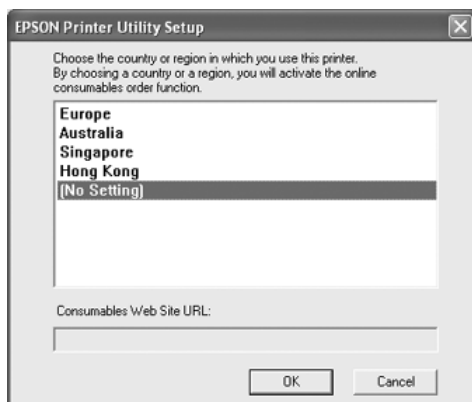 EPSON Printer Utility Setup
Choose the country or region in which you use this printer.
By choosing a country or a region, you will activate the online
consumables order function.
Europe
Australia
Singapore
Hong Kong
(No Setting)
Consumables Web Site URL:
OK
Cancel